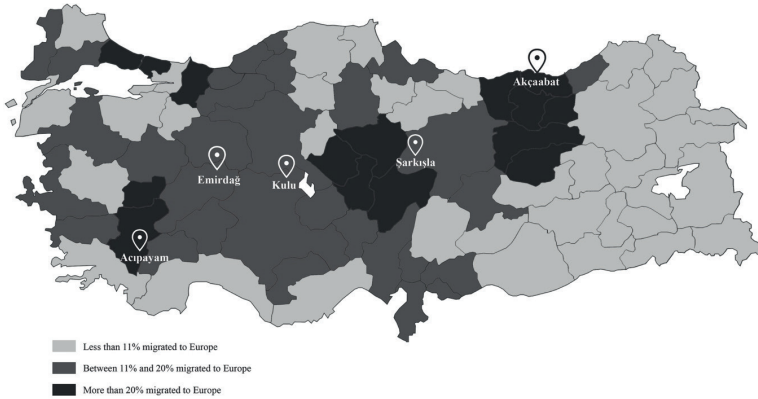 Akçaabat
Şarkışla
Emirdağ
Kulu
Acıpayam
Less than 11% migrated to Europe
Between 11% and 20% migrated to Europe
More than 20% migrated to Europe